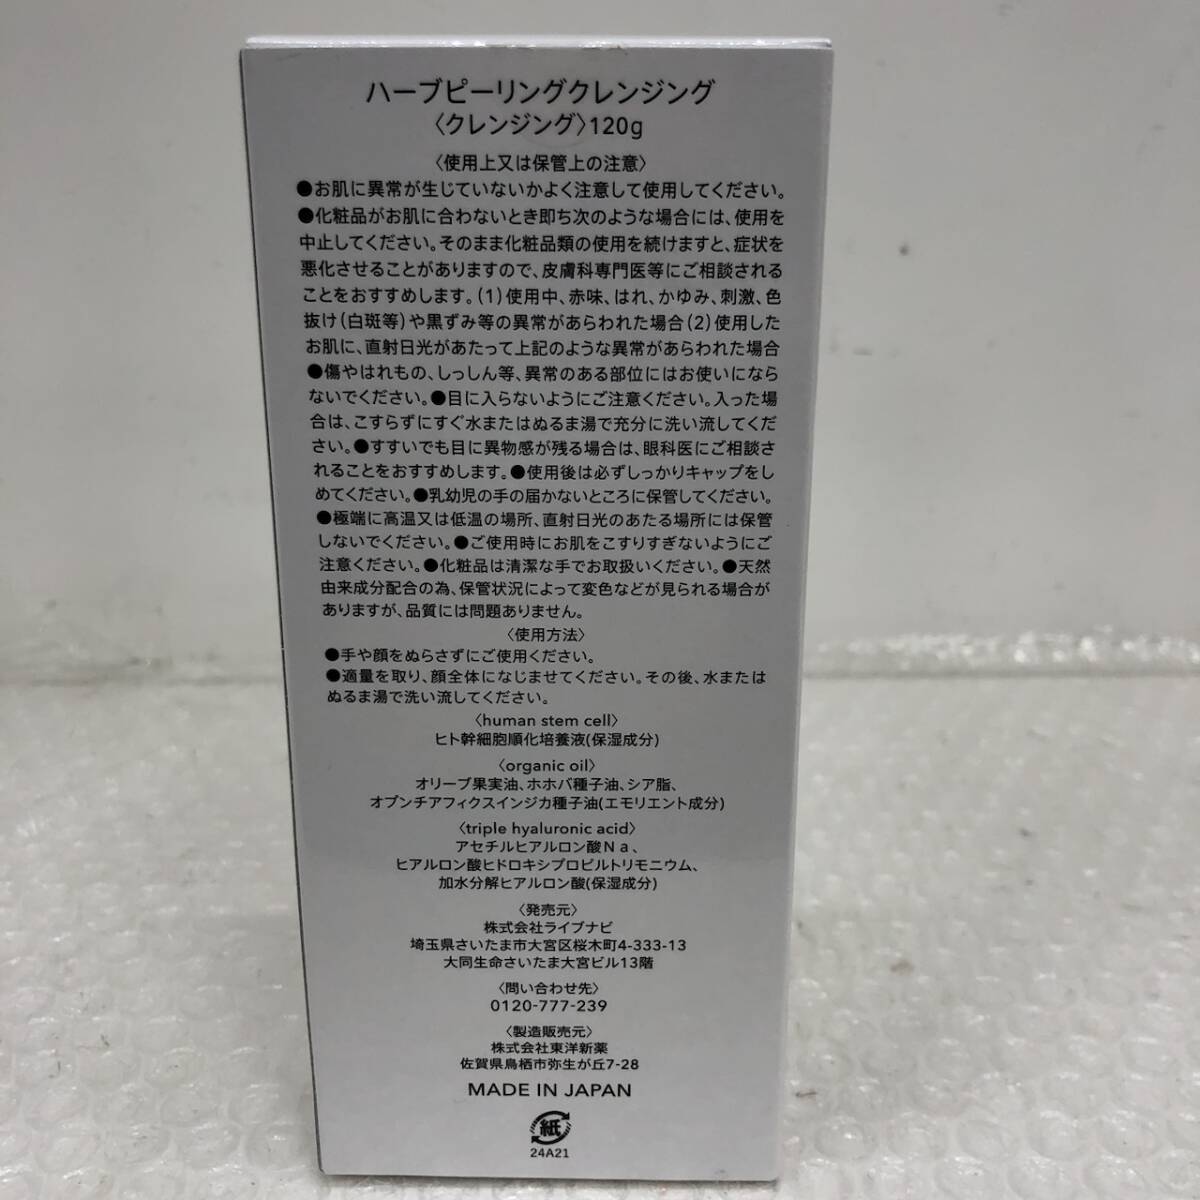 ハーブピーリングクレンジング
〈クレンジング〉120g
〈使用上又は保管上の注意〉
●お肌に異常が生じていないかよく注意して使用してください。
●化粧品がお肌に合わないとき即ち次のような場合には、使用を
中止してください。そのまま化粧品類の使用を続けますと、症状を
悪化させることがありますので、皮膚科専門医等にご相談される
ことをおすすめします。(1)使用中、赤味、はれ、かゆみ、刺激、色
抜け(白斑等)や黒ずみ等の異常があらわれた場合(2)使用した
お肌に、直射日光があたって上記のような異常があらわれた場合
●傷やはれもの、しっしん等、異常のある部位にはお使いになら
ないでください。●目に入らないようにご注意ください。入った場
合は、こすらずにすぐ水またはぬるま湯で充分に洗い流してくだ
さい。●すすいでも目に異物感が残る場合は、眼科医にご相談さ
れることをおすすめします。●使用後は必ずしっかりキャップをし
めてください。●乳幼児の手の届かないところに保管してください。
●極端に高温又は低温の場所、直射日光のあたる場所には保管
しないでください。●ご使用時にお肌をこすりすぎないようにご
注意ください。●化粧品は清潔な手でお取扱いください。●天然
由来成分配合の為、保管状況によって変色などが見られる場合が
ありますが、品質には問題ありません。
〈使用方法〉
●手や顔をぬらさずにご使用ください。
●適量を取り、顔全体になじませてください。その後、水または
ぬるま湯で洗い流してください。
〈human stem cell〉
ヒト幹細胞順化培養液(保湿成分)
〈organic oil〉
オリーブ果実油、ホホバ種子油、シア脂、
オプンチアフィクスインジカ種子油(エモリエント成分)
〈triple hyaluronic acid〉
アセチルヒアルロン酸Na、
ヒアルロン酸ヒドロキシプロピルトリモニウム、
加水分解ヒアルロン酸(保湿成分)
〈発売元〉
株式会社ライブナビ
埼玉県さいたま市大宮区桜木町4-333-13
大同生命さいたま大宮ビル13階
〈問い合わせ先〉
0120-777-239
〈製造販売元〉
株式会社東洋新薬
佐賀県鳥栖市弥生が丘7-28
MADE IN JAPAN
紙
24A21